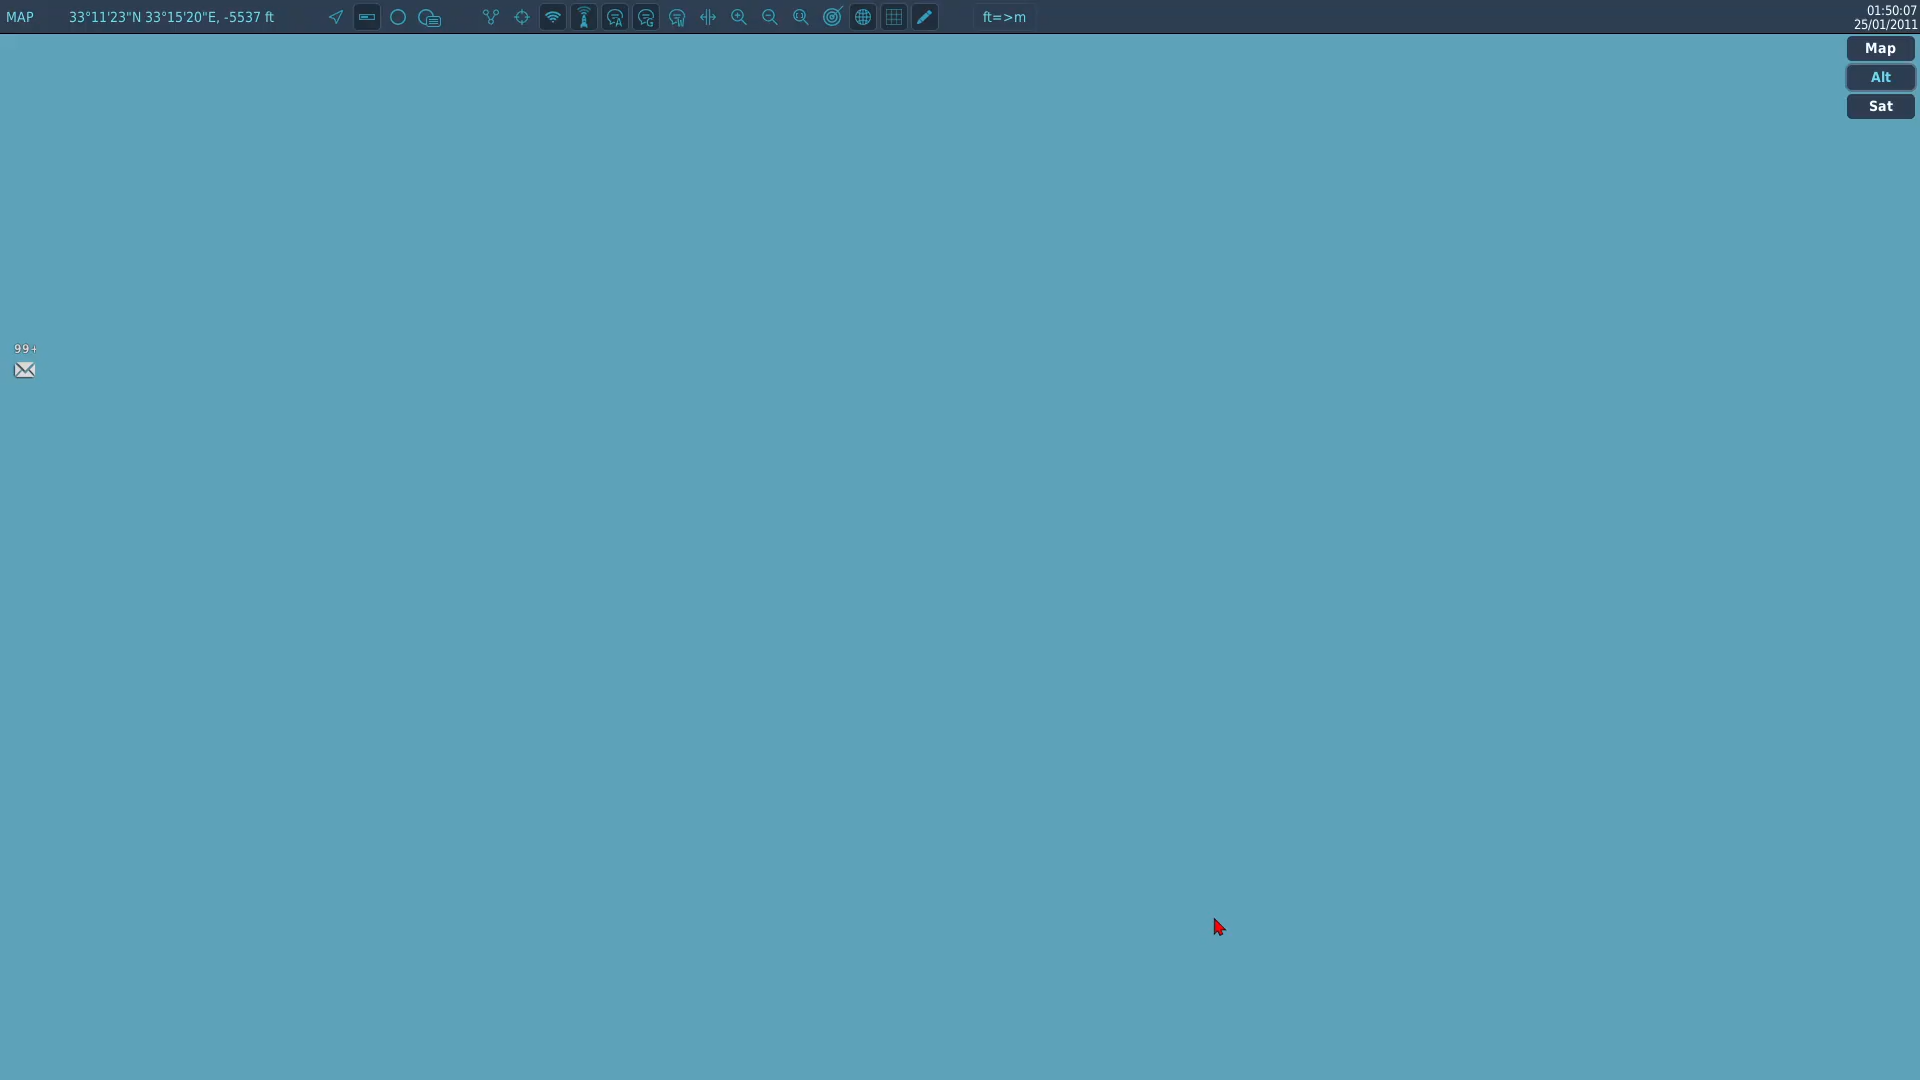 MAP 33°11'23"N 33°15'20"E, -5537 ft ft=>m 01:50:07
25/01/2011
Map
Alt
Sat
99+